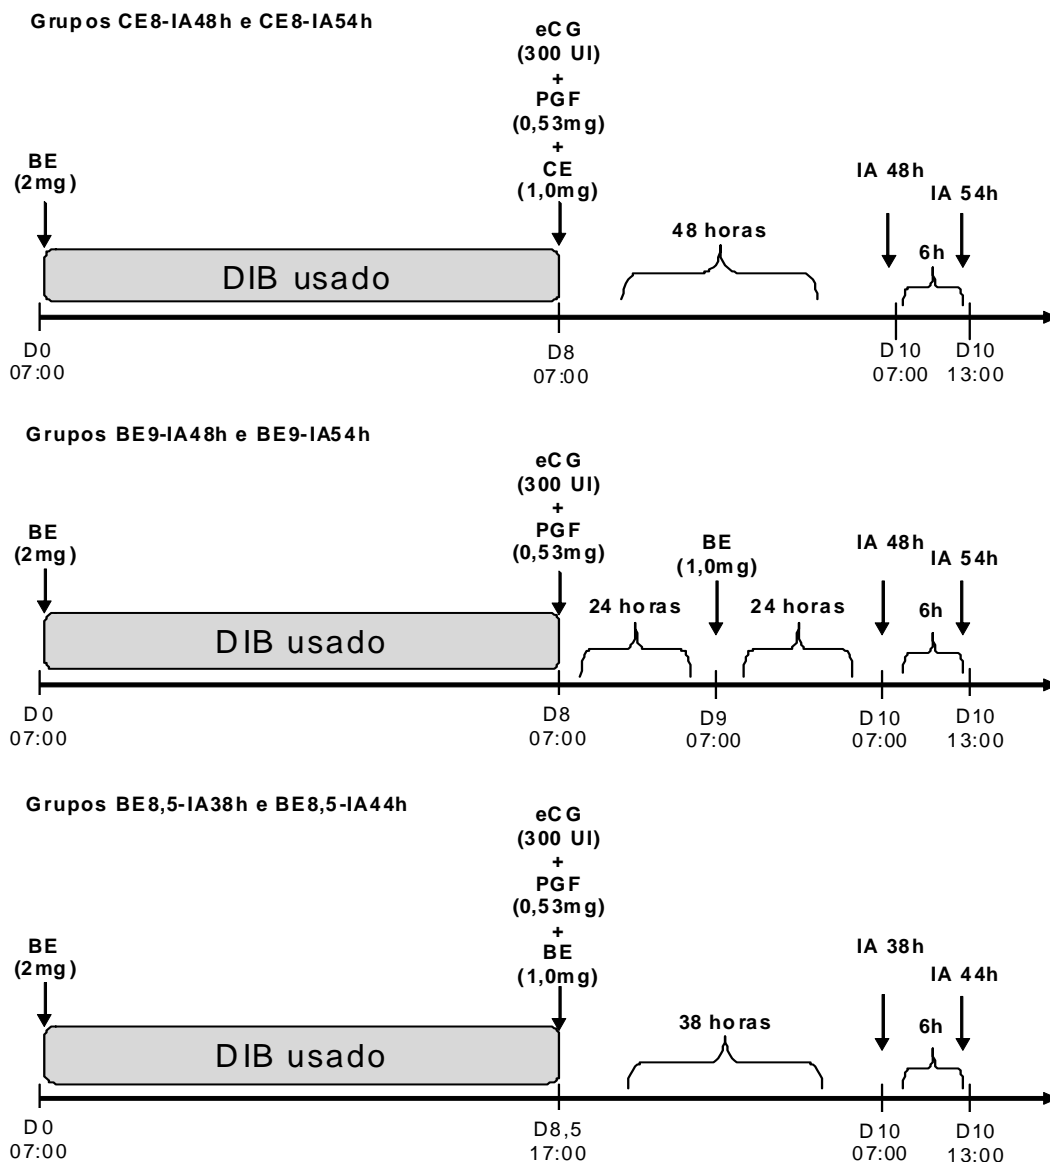 Grupos CE8-IA48h e CE8-IA54h
eCG
(300 UI)
+
PGF
(0,53mg)
+
CE
(1,0mg)
BE
(2mg)
IA 48h
IA 54h
48 horas
6h
DIB usado
D0
07:00
D8
07:00
D10
07:00
D10
13:00
Grupos BE9-IA48h e BE9-IA54h
eCG
(300 UI)
+
PGF
(0,53mg)
BE
(2mg)
BE
(1,0mg)
IA 48h
IA 54h
24 horas
24 horas
6h
DIB usado
D0
07:00
D8
07:00
D9
07:00
D10
07:00
D10
13:00
Grupos BE8,5-IA38h e BE8,5-IA44h
eCG
(300 UI)
+
PGF
(0,53mg)
+
BE
(1,0mg)
BE
(2mg)
IA 38h
IA 44h
38 horas
6h
DIB usado
D0
07:00
D8,5
17:00
D10
07:00
D10
13:00